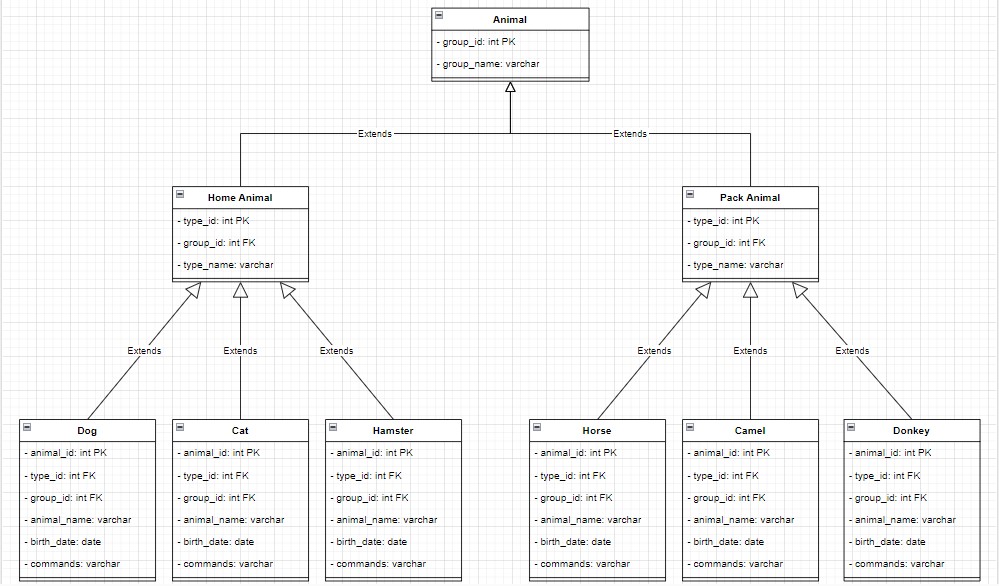 Animal
- group_id: int PK
- group_name: varchar
Extends
Extends
Home Animal
- type_id: int PK
- group_id: int FK
- type_name: varchar
Pack Animal
- type_id: int PK
- group_id: int FK
- type_name: varchar
Extends
Extends
Extends
Extends
Extends
Extends
Dog
- animal_id: int PK
- type_id: int FK
- group_id: int FK
- animal_name: varchar
- birth_date: date
- commands: varchar
Cat
- animal_id: int PK
- type_id: int FK
- group_id: int FK
- animal_name: varchar
- birth_date: date
- commands: varchar
Hamster
- animal_id: int PK
- type_id: int FK
- group_id: int FK
- animal_name: varchar
- birth_date: date
- commands: varchar
Horse
- animal_id: int PK
- type_id: int FK
- group_id: int FK
- animal_name: varchar
- birth_date: date
- commands: varchar
Camel
- animal_id: int PK
- type_id: int FK
- group_id: int FK
- animal_name: varchar
- birth_date: date
- commands: varchar
Donkey
- animal_id: int PK
- type_id: int FK
- group_id: int FK
- animal_name: varchar
- birth_date: date
- commands: varchar